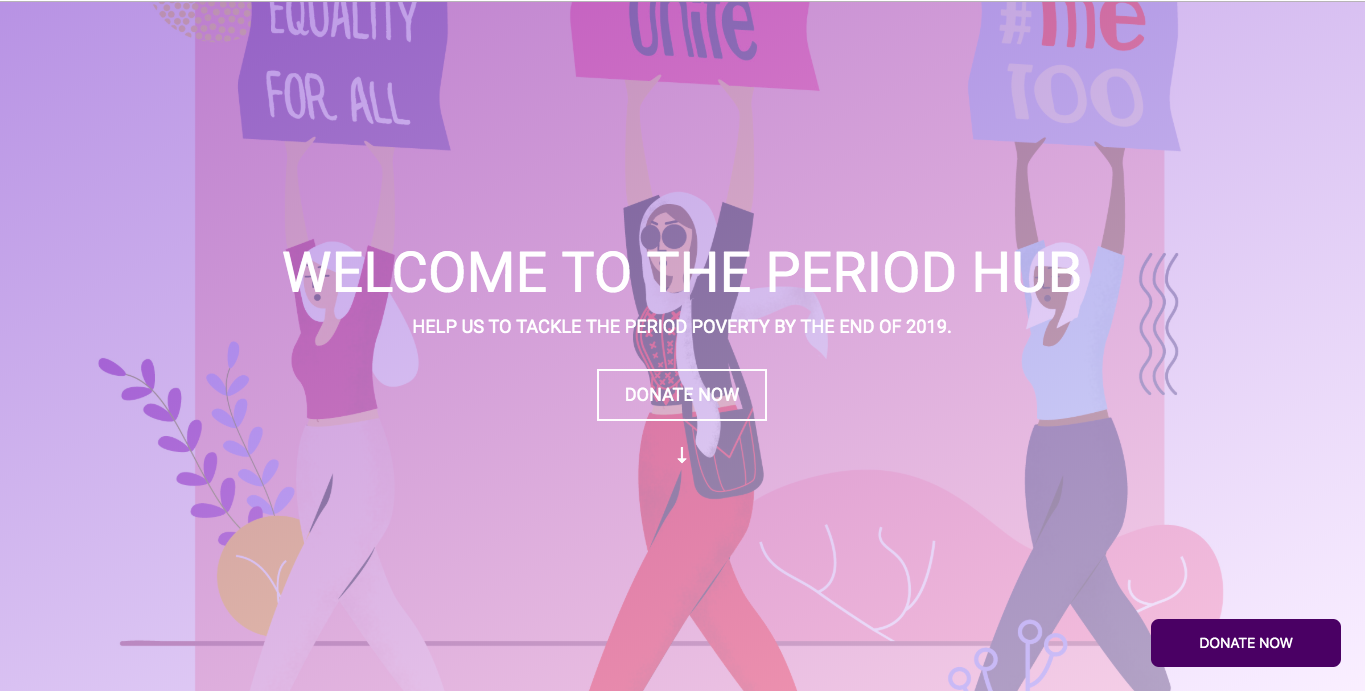 EQUALITY
FOR ALL
unite
#me
TOO
WELCOME TO THE PERIOD HUB
HELP US TO TACKLE THE PERIOD POVERTY BY THE END OF 2019.
DONATE NOW
↓
DONATE NOW